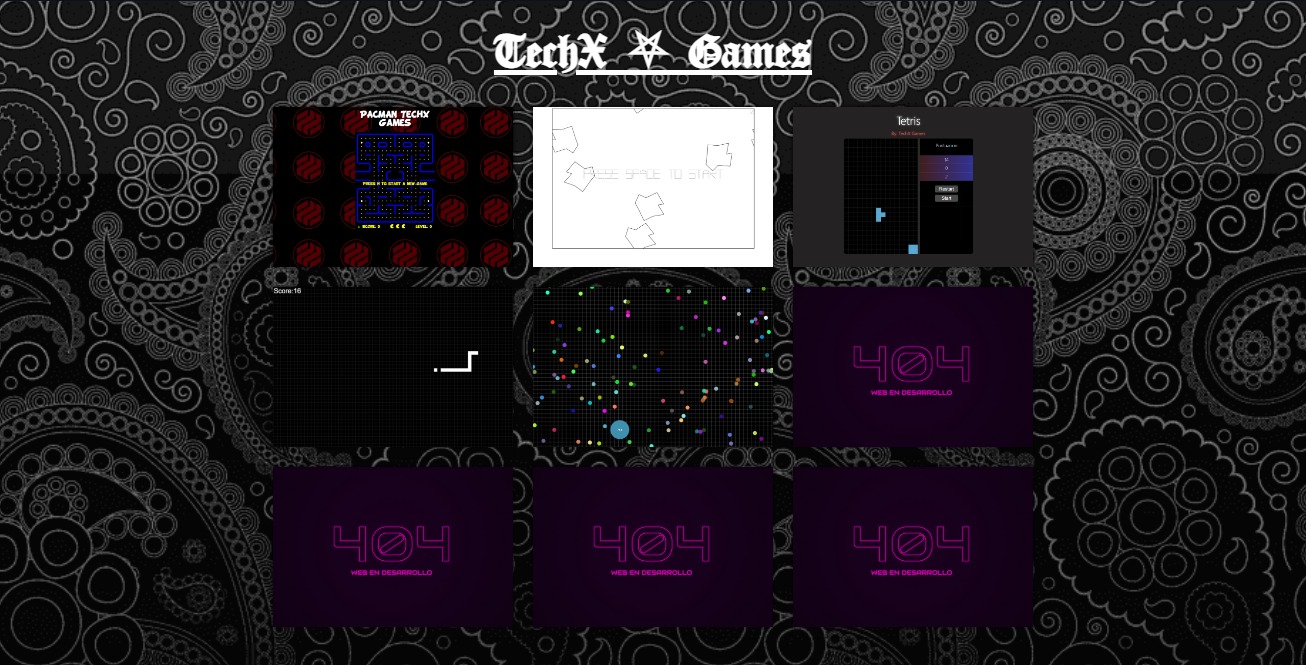 TechX ⛧ Games
PACMAN TECHX
GAMES
PRESS N TO START A NEW GAME
SCORE: 0
LEVEL 0
PRESS SPACE TO START
Tetris
By TechX Games
Restart
Start
Score:16
404
WEB EN DESARROLLO
404
WEB EN DESARROLLO
404
WEB EN DESARROLLO
404
WEB EN DESARROLLO